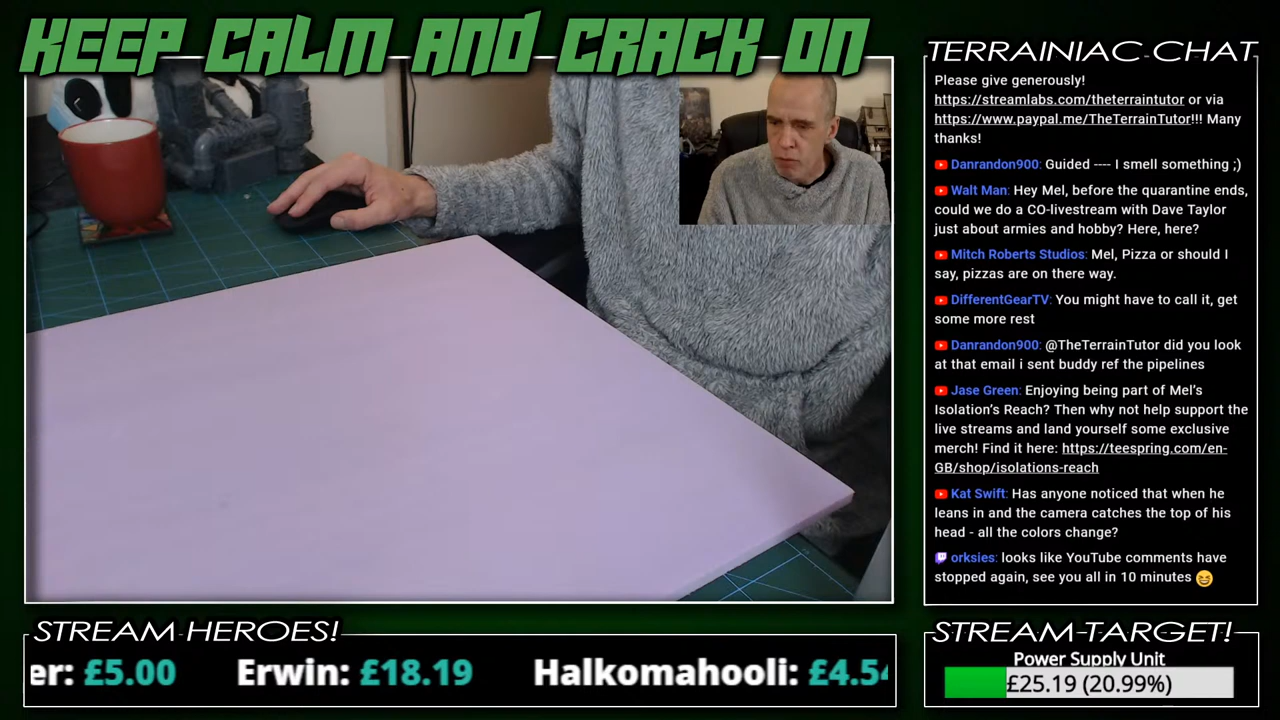 KEEP CALM AND CRACK ON
TERRAINIAC CHAT
Please give generously!
https://streamlabs.com/theterraintutor or via
https://www.paypal.me/TheTerrainTutor!!! Many
thanks!
Danrandon900: Guided ---- I smell something ;)
Walt Man: Hey Mel, before the quarantine ends,
could we do a CO-livestream with Dave Taylor
just about armies and hobby? Here, here?
Mitch Roberts Studios: Mel, Pizza or should I
say, pizzas are on there way.
DifferentGearTV: You might have to call it, get
some more rest
Danrandon900: @TheTerrainTutor did you look
at that email i sent buddy ref the pipelines
Jase Green: Enjoying being part of Mel's
Isolation's Reach? Then why not help support the
live streams and land yourself some exclusive
merch! Find it here: https://teespring.com/en-
GB/shop/isolations-reach
Kat Swift: Has anyone noticed that when he
leans in and the camera catches the top of his
head - all the colors change?
orksies: looks like YouTube comments have
stopped again, see you all in 10 minutes
STREAM HEROES!
er: £5.00 Erwin: £18.19 Halkomahooli: £4.54
STREAM TARGET!
Power Supply Unit
£25.19 (20.99%)